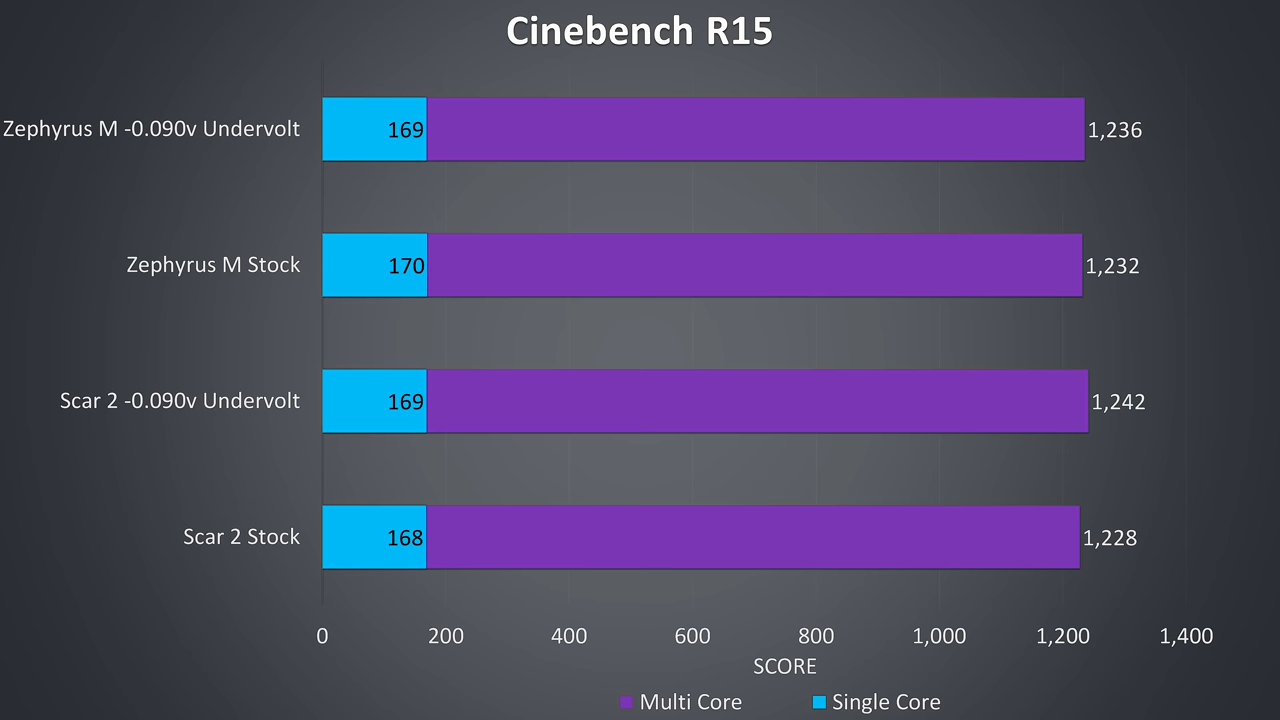 Cinebench R15
Zephyrus M -0.090v Undervolt
169
1,236
Zephyrus M Stock
170
1,232
Scar 2 -0.090v Undervolt
169
1,242
Scar 2 Stock
168
1,228
0 200 400 600 800 1,000 1,200 1,400
SCORE
Multi Core Single Core